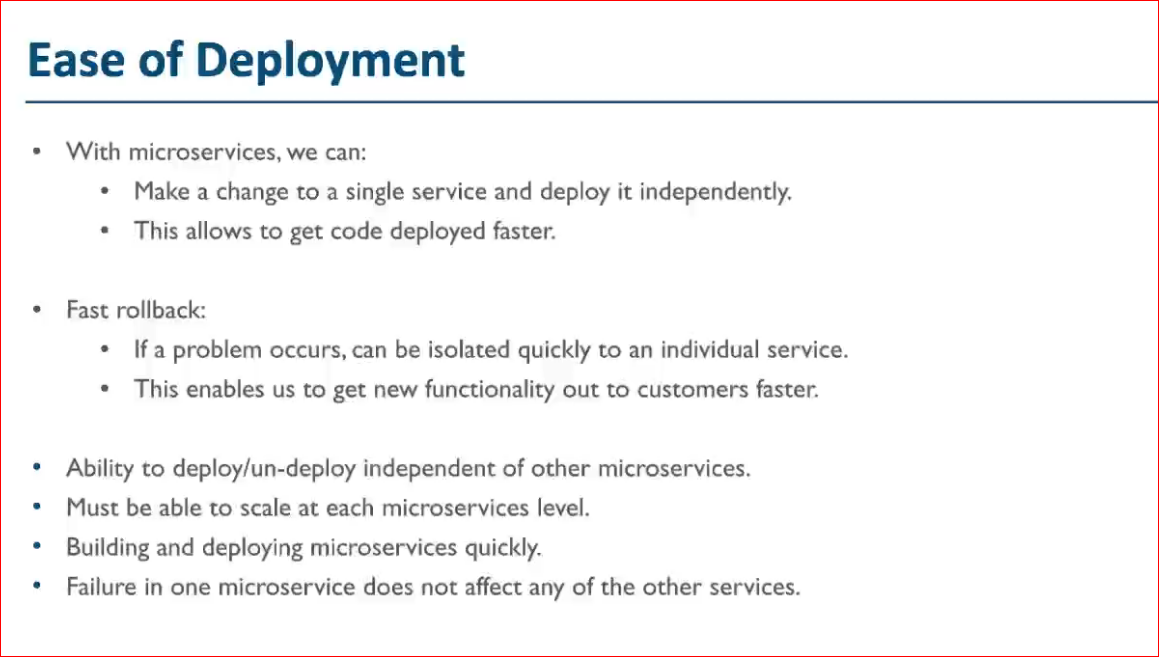 Ease of Deployment
• With microservices, we can:
• Make a change to a single service and deploy it independently.
• This allows to get code deployed faster.
• Fast rollback:
• If a problem occurs, can be isolated quickly to an individual service.
• This enables us to get new functionality out to customers faster.
• Ability to deploy/un-deploy independent of other microservices.
• Must be able to scale at each microservices level.
• Building and deploying microservices quickly.
• Failure in one microservice does not affect any of the other services.